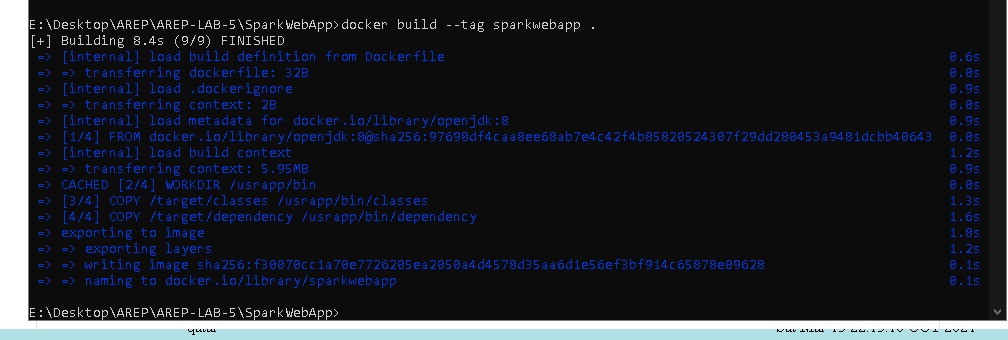 E:\Desktop\AREP\AREP-LAB-5\SparkWebApp>docker build --tag sparkwebapp .
[+] Building 8.4s (9/9) FINISHED
=> [internal] load build definition from Dockerfile 0.6s
=> => transferring dockerfile: 32B 0.0s
=> [internal] load .dockerignore 0.9s
=> => transferring context: 2B 0.0s
=> [internal] load metadata for docker.io/library/openjdk:8 0.9s
=> [1/4] FROM docker.io/library/openjdk:8@sha256:97698df4caa8ee68ab7e4c42f4b85820524307f29dd280453a9481dcbb40643 0.0s
=> [internal] load build context 1.2s
=> => transferring context: 5.95MB 0.9s
=> CACHED [2/4] WORKDIR /usrapp/bin 0.0s
=> [3/4] COPY /target/classes /usrapp/bin/classes 1.3s
=> [4/4] COPY /target/dependency /usrapp/bin/dependency 1.6s
=> exporting to image 1.8s
=> => exporting layers 1.2s
=> => writing image sha256:f30070cc1a70e7726205ea2050a4d4578d35aa6d1e56ef3bf914c65878e09628 0.1s
=> => naming to docker.io/library/sparkwebapp 0.1s
E:\Desktop\AREP\AREP-LAB-5\SparkWebApp>